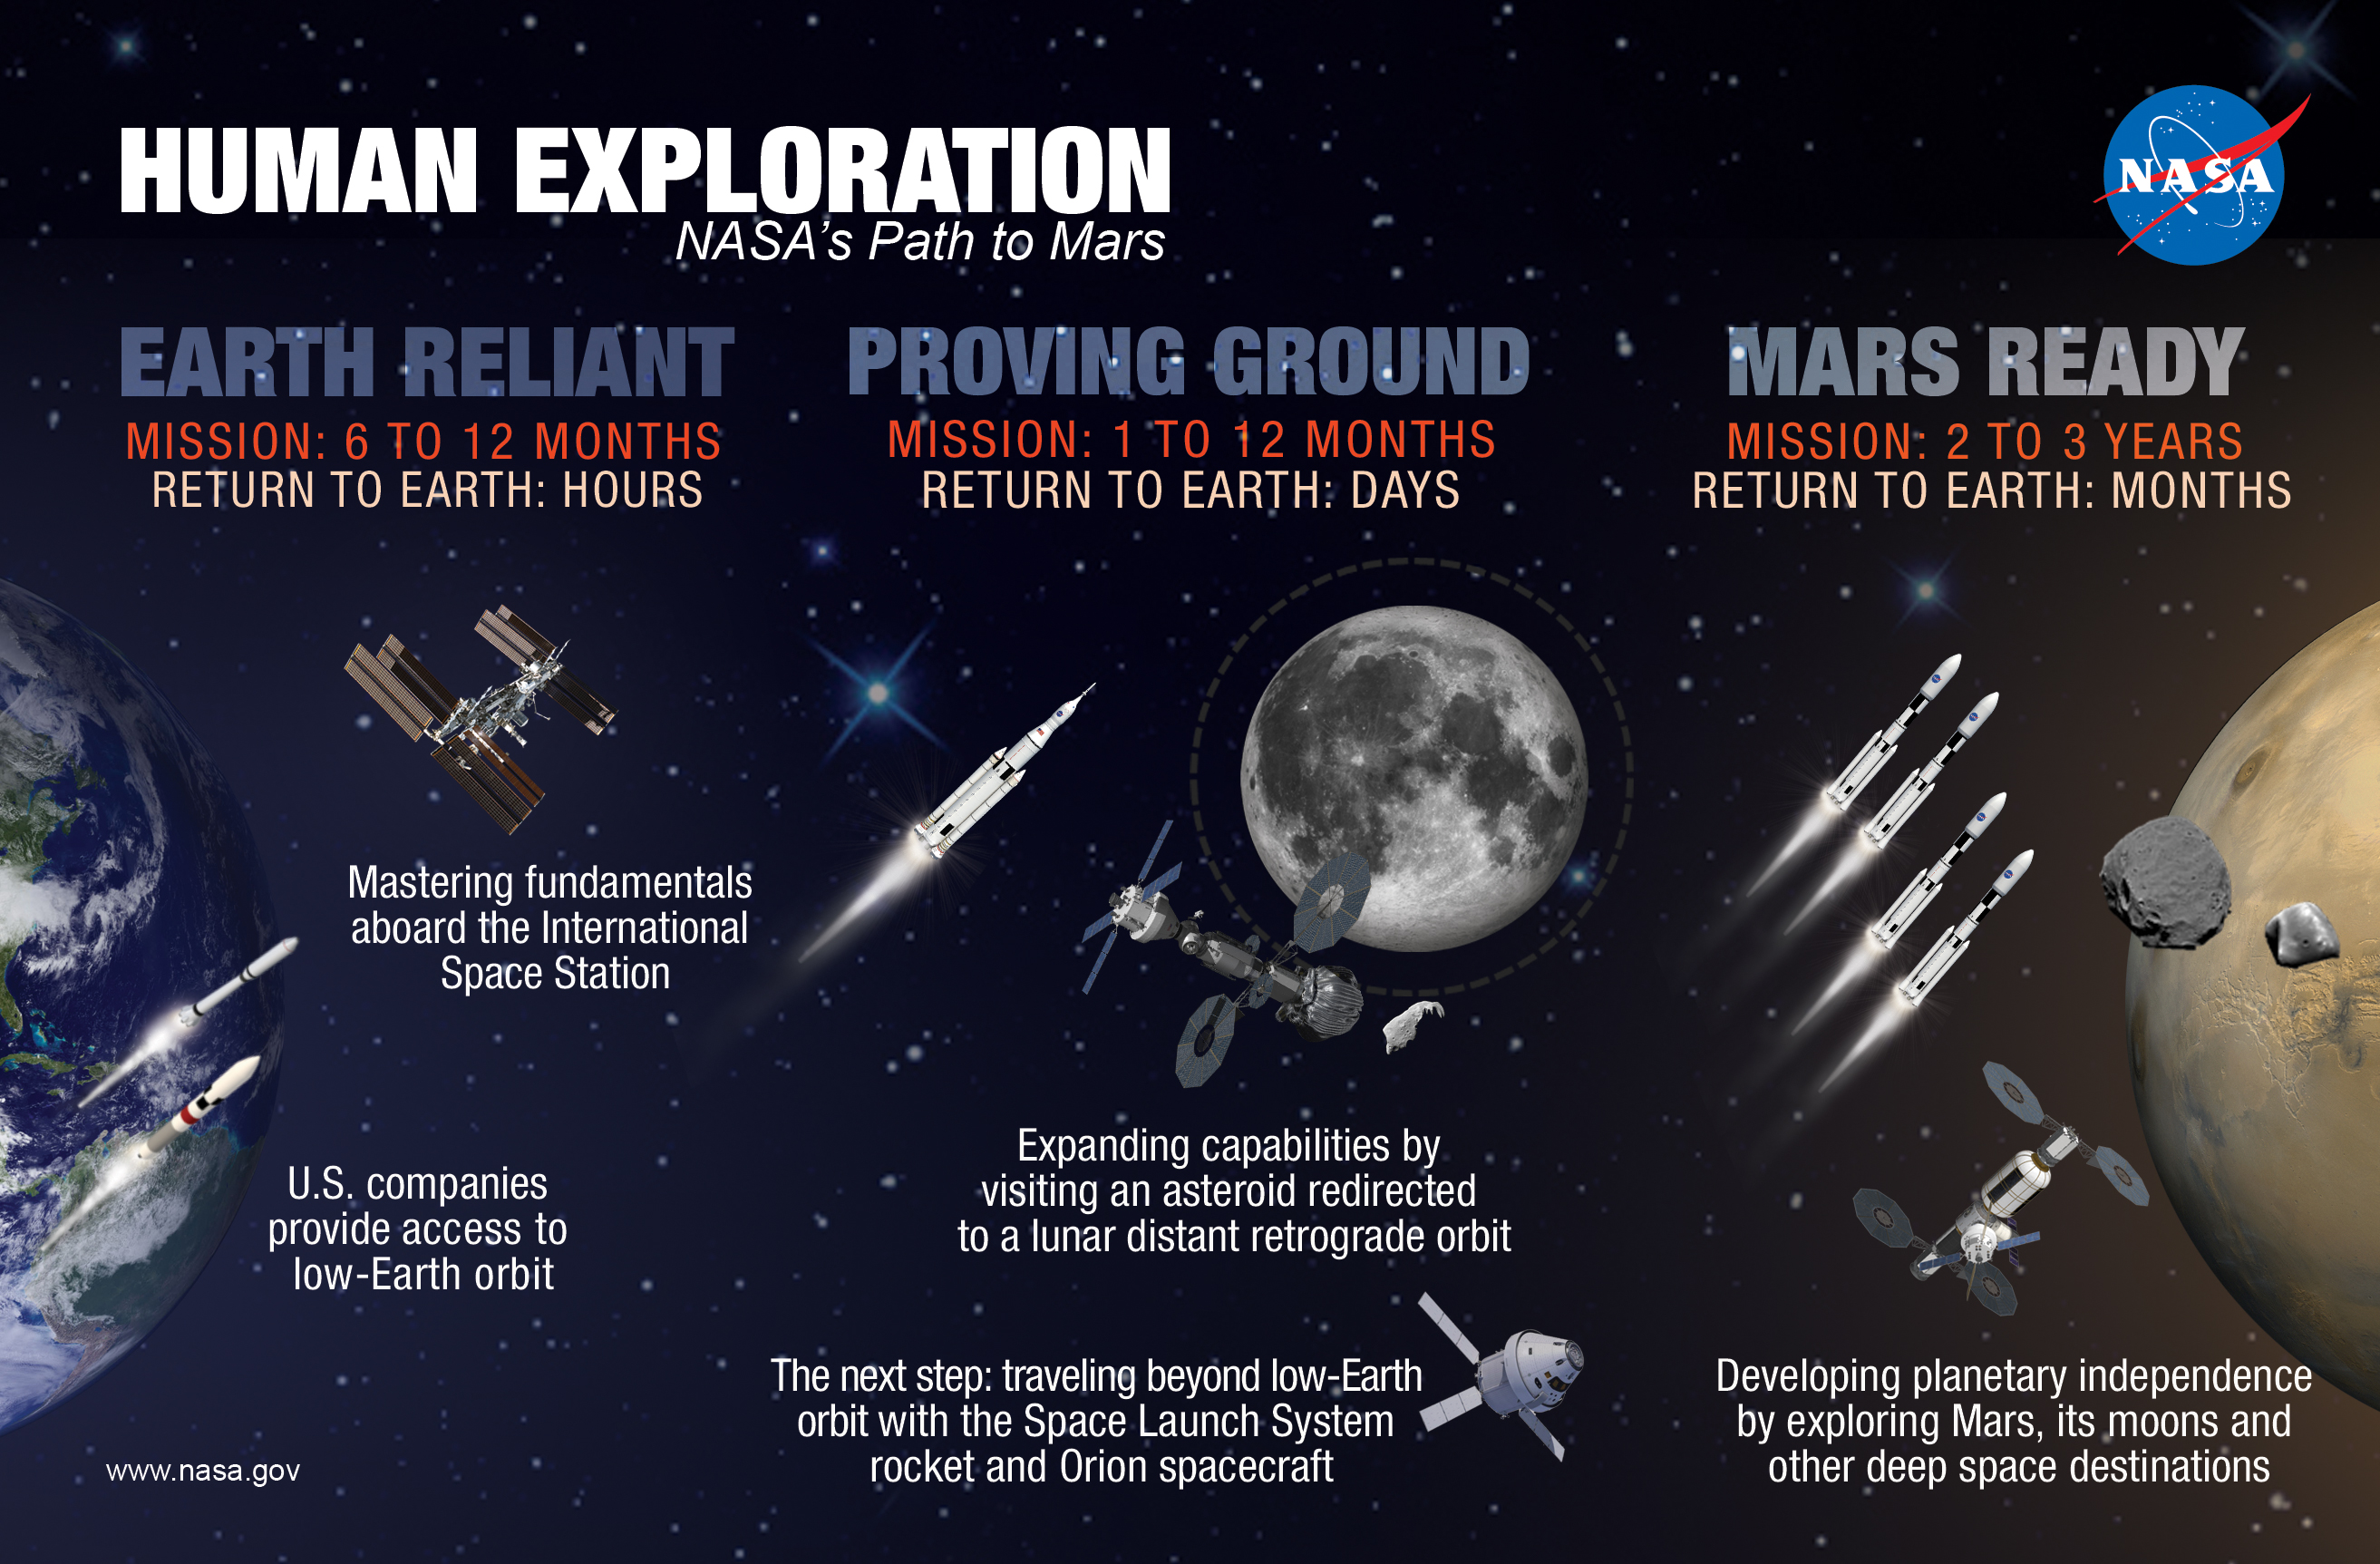 HUMAN EXPLORATION
NASA's Path to Mars
NASA
EARTH RELIANT
MISSION: 6 TO 12 MONTHS
RETURN TO EARTH: HOURS
PROVING GROUND
MISSION: 1 TO 12 MONTHS
RETURN TO EARTH: DAYS
MARS READY
MISSION: 2 TO 3 YEARS
RETURN TO EARTH: MONTHS
Mastering fundamentals
aboard the International
Space Station
U.S. companies
provide access to
low-Earth orbit
Expanding capabilities by
visiting an asteroid redirected
to a lunar distant retrograde orbit
The next step: traveling beyond low-Earth
orbit with the Space Launch System
rocket and Orion spacecraft
Developing planetary independence
by exploring Mars, its moons and
other deep space destinations
www.nasa.gov